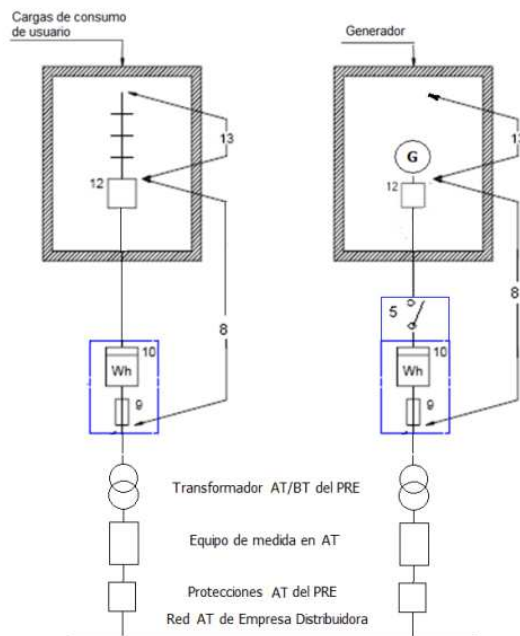 Cargas de consumo
de usuario
Generador
13
13
G
12
12
8
8
5
10
10
Wh
Wh
9
9
Transformador AT/BT del PRE
Equipo de medida en AT
Protecciones AT del PRE
Red AT de Empresa Distribuidora